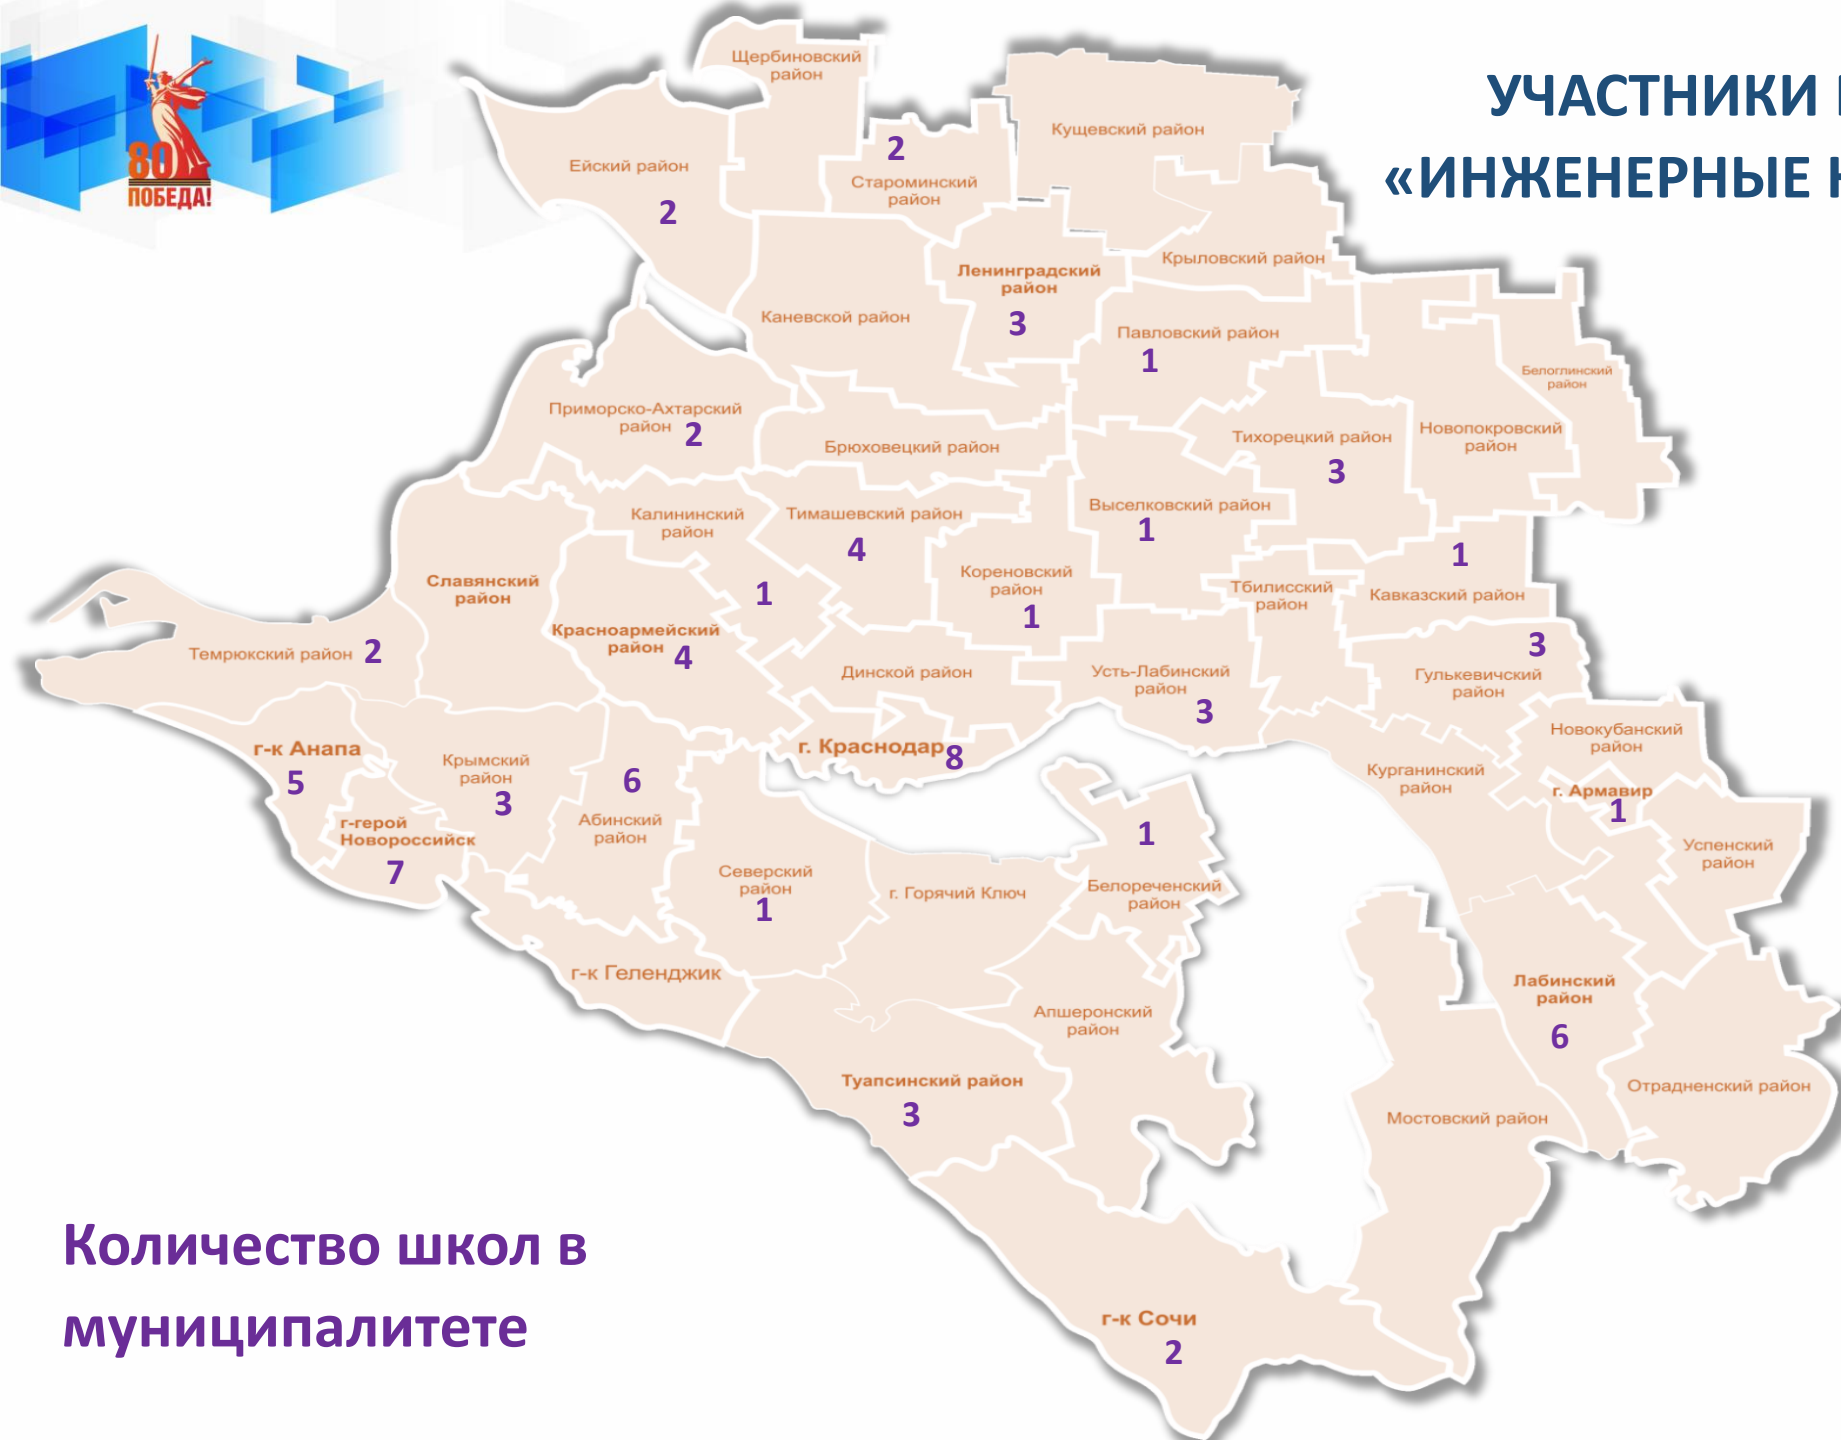 80
ПОБЕДА!
УЧАСТНИКИ
«ИНЖЕНЕРНЫЕ
Щербиновский
район
Кущевский район
Ейский район
2
2
Староминский
район
Крыловский район
Ленинградский
район
3
Каневской район
Павловский район
1
Белоглинский
район
Приморско-Ахтарский
район 2
Брюховецкий район
Тихорецкий район
3
Новопокровский
район
Калининский
район
1
Тимашевский район
4
Выселковский район
1
Кореновский
район
1
Тбилисский
район
1
Кавказский район
Славянский
район
Красноармейский
район 4
Темрюкский район 2
Динской район
Усть-Лабинский
район
3
3
Гулькевичский
район
г-к Анапа
5
Крымский
район
3
6
Абинский
район
г. Краснодар 8
Новокубанский
район
Курганинский
район
г. Армавир
1
г-герой
Новороссийск
7
Северский
район
1
г. Горячий Ключ
1
Белореченский
район
Успенский
район
г-к Геленджик
Апшеронский
район
Лабинский
район
6
Туапсинский район
3
Мостовский район
Отрадненский район
г-к Сочи
2
Количество школ в
муниципалитете